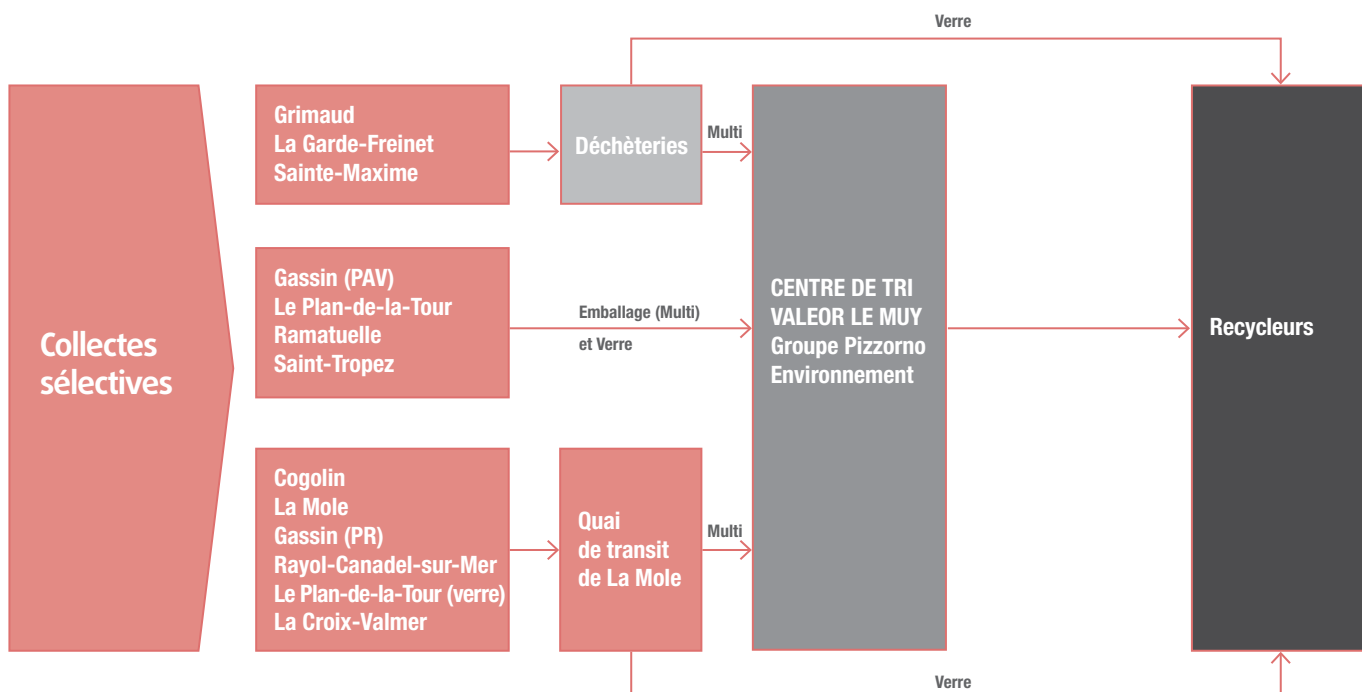 Verre
Collectes
sélectives
Grimaud
La Garde-Freinet
Sainte-Maxime
Déchèteries
Multi
Gassin (PAV)
Le Plan-de-la-Tour
Ramatuelle
Saint-Tropez
Emballage (Multi)
et Verre
Cogolin
La Mole
Gassin (PR)
Rayol-Canadel-sur-Mer
Le Plan-de-la-Tour (verre)
La Croix-Valmer
Quai
de transit
de La Mole
Multi
CENTRE DE TRI
VALEOR LE MUY
Groupe Pizzorno
Environnement
Recycleurs
Verre